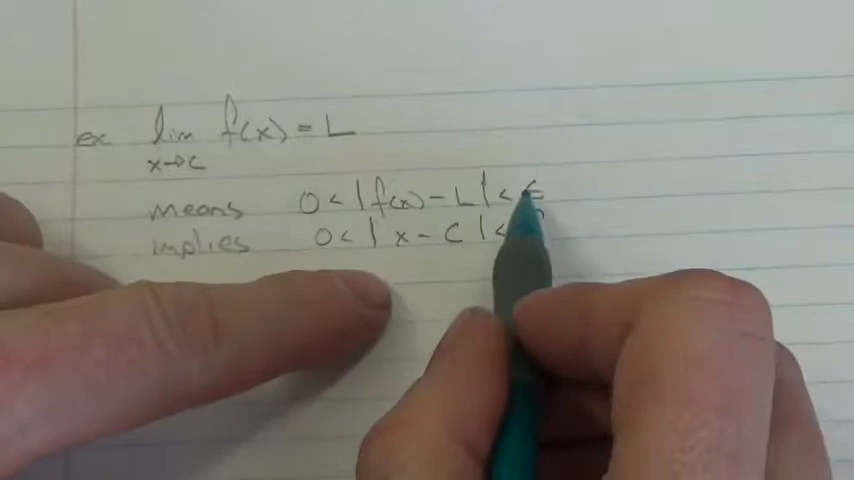 ex lim f(x) = L
x→c
means 0 < |f(x) - L| < ε
implies 0 < | x - c | <